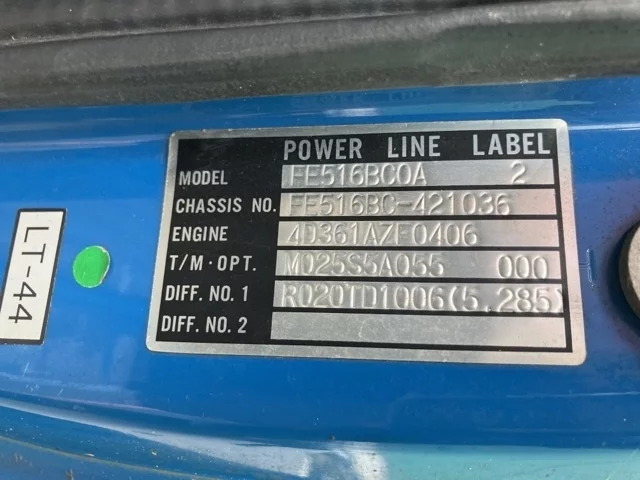 POWER LINE LABEL
MODEL FE516BC0A 2
CHASSIS NO. FE516BC-421036
ENGINE 4D361AZF0406
T/M·OPT. M025S5A055 000
DIFF. NO. 1 R020TD1006(5.285)
DIFF. NO. 2
LT-44